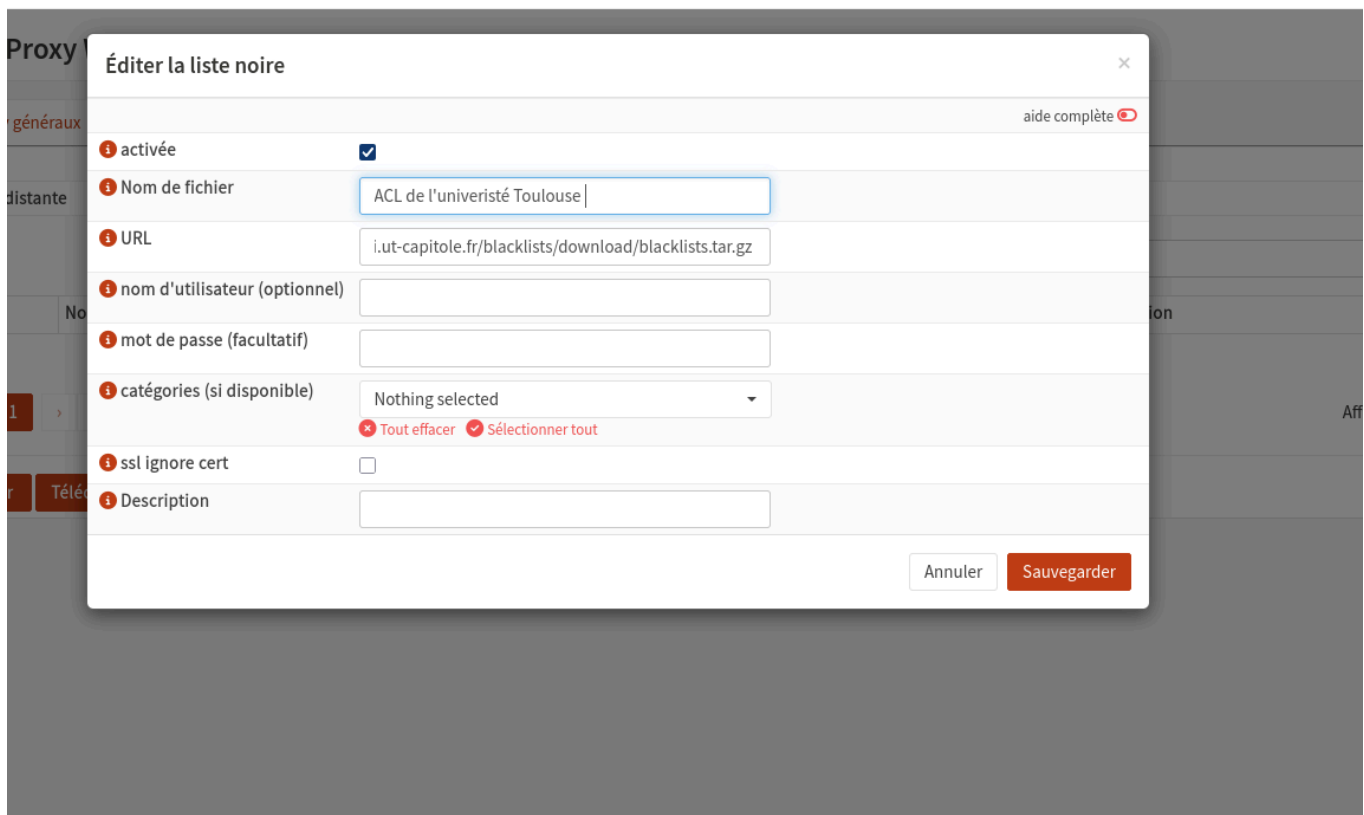 Proxy
Éditer la liste noire
×
généraux
aide complète
activée
distante
Nom de fichier
ACL de l'univeristé Toulouse
URL
i.ut-capitole.fr/blacklists/download/blacklists.tar.gz
nom d'utilisateur (optionnel)
No
ion
mot de passe (facultatif)
catégories (si disponible)
Nothing selected
1
›
Aff
Tout effacer Sélectionner tout
ssl ignore cert
r
Téléc
Description
Annuler
Sauvegarder